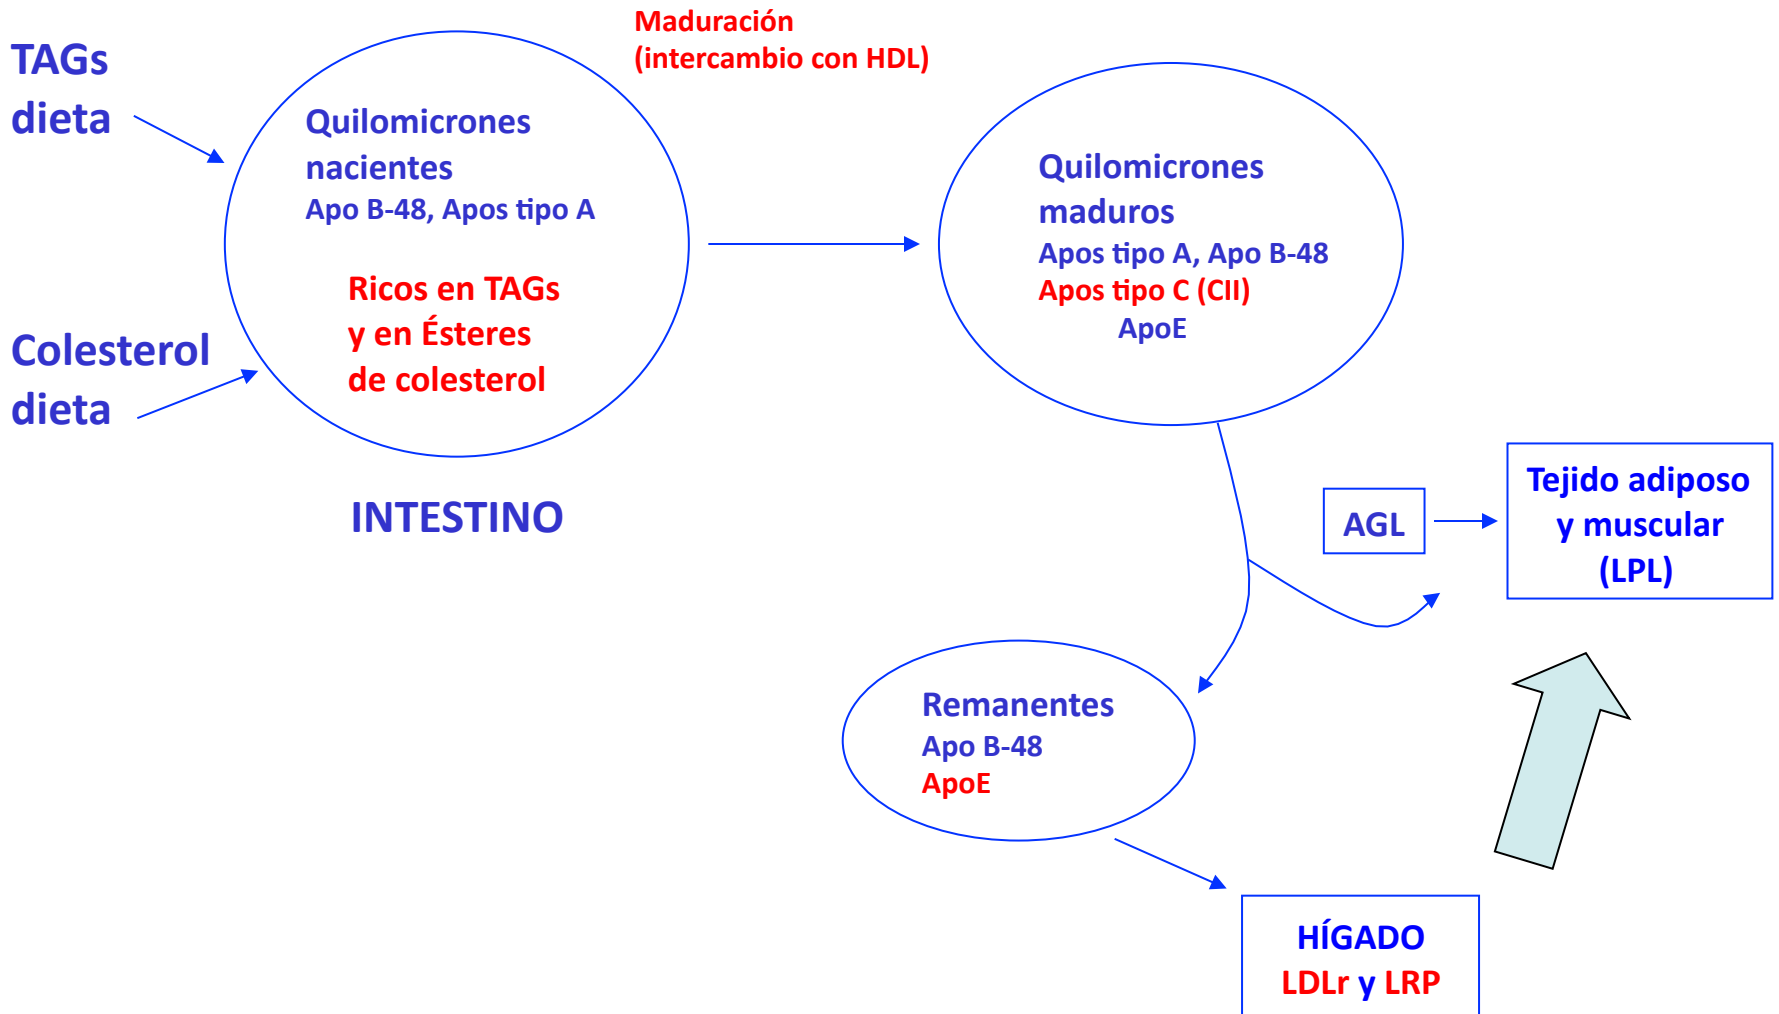 TAGs
dieta
Colesterol
dieta
Quilomicrones
nacientes
Apo B-48, Apos tipo A
Ricos en TAGs
y en Ésteres
de colesterol
INTESTINO
Maduración
(intercambio con HDL)
Quilomicrones
maduros
Apos tipo A, Apo B-48
Apos tipo C (CII)
ApoE
AGL
Tejido adiposo
y muscular
(LPL)
Remanentes
Apo B-48
ApoE
HÍGADO
LDLr y LRP